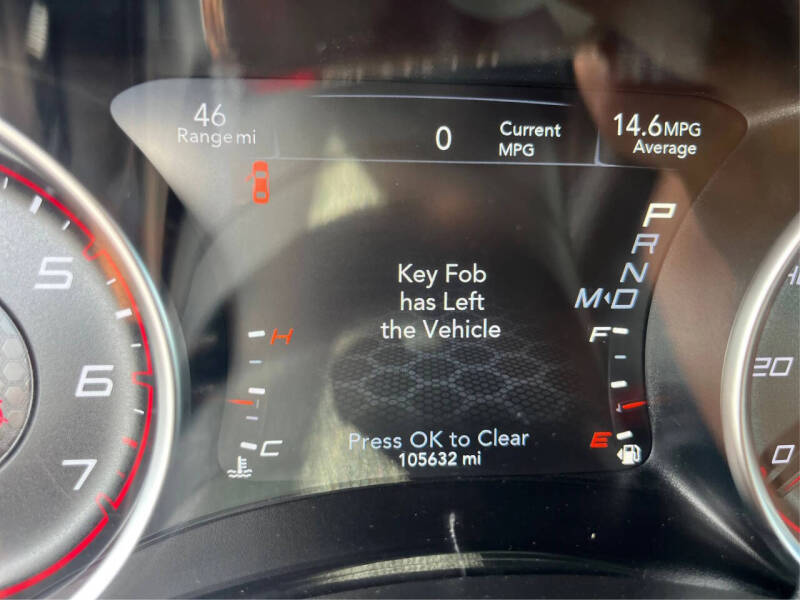 46
Range mi
0
Current
MPG
14.6 MPG
Average
P
R
N
M D
Key Fob
has Left
the Vehicle
H
C
F
E
Press OK to Clear
105632 mi
5
6
7
20
0